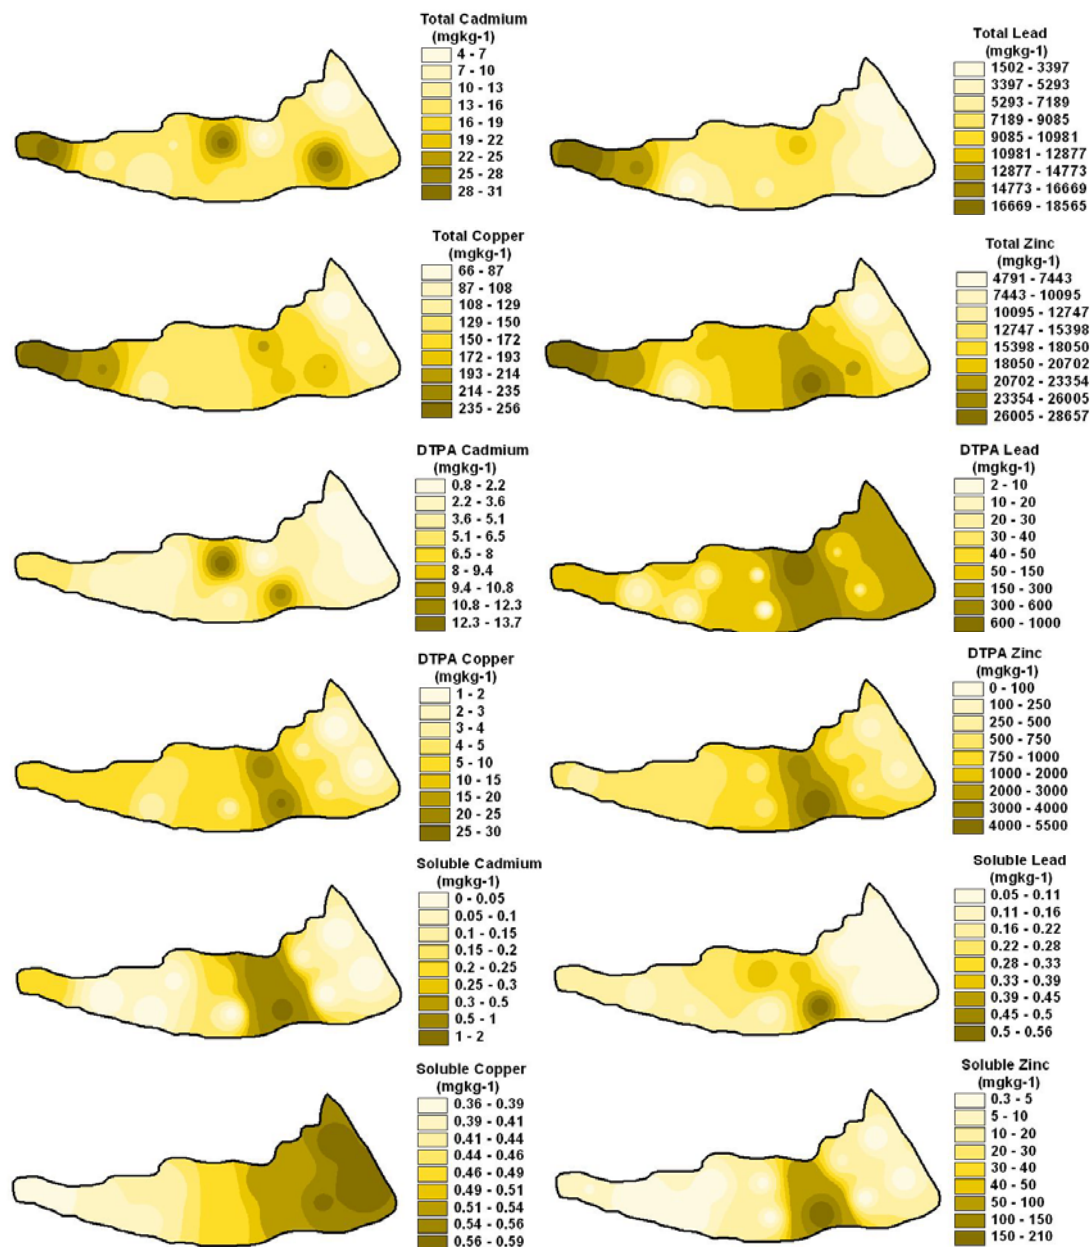 Total Cadmium
(mgkg-1)
4 - 7
7 - 10
10 - 13
13 - 16
16 - 19
19 - 22
22 - 25
25 - 28
28 - 31
Total Lead
(mgkg-1)
1502 - 3397
3397 - 5293
5293 - 7189
7189 - 9085
9085 - 10981
10981 - 12877
12877 - 14773
14773 - 16669
16669 - 18565
Total Copper
(mgkg-1)
66 - 87
87 - 108
108 - 129
129 - 150
150 - 172
172 - 193
193 - 214
214 - 235
235 - 256
Total Zinc
(mgkg-1)
4791 - 7443
7443 - 10095
10095 - 12747
12747 - 15398
15398 - 18050
18050 - 20702
20702 - 23354
23354 - 26005
26005 - 28657
DTPA Cadmium
(mgkg-1)
0.8 - 2.2
2.2 - 3.6
3.6 - 5.1
5.1 - 6.5
6.5 - 8
8 - 9.4
9.4 - 10.8
10.8 - 12.3
12.3 - 13.7
DTPA Lead
(mgkg-1)
2 - 10
10 - 20
20 - 30
30 - 40
40 - 50
50 - 150
150 - 300
300 - 600
600 - 1000
DTPA Copper
(mgkg-1)
1 - 2
2 - 3
3 - 4
4 - 5
5 - 10
10 - 15
15 - 20
20 - 25
25 - 30
DTPA Zinc
(mgkg-1)
0 - 100
100 - 250
250 - 500
500 - 750
750 - 1000
1000 - 2000
2000 - 3000
3000 - 4000
4000 - 5500
Soluble Cadmium
(mgkg-1)
0 - 0.05
0.05 - 0.1
0.1 - 0.15
0.15 - 0.2
0.2 - 0.25
0.25 - 0.3
0.3 - 0.5
0.5 - 1
1 - 2
Soluble Lead
(mgkg-1)
0.05 - 0.11
0.11 - 0.16
0.16 - 0.22
0.22 - 0.28
0.28 - 0.33
0.33 - 0.39
0.39 - 0.45
0.45 - 0.5
0.5 - 0.56
Soluble Copper
(mgkg-1)
0.36 - 0.39
0.39 - 0.41
0.41 - 0.44
0.44 - 0.46
0.46 - 0.49
0.49 - 0.51
0.51 - 0.54
0.54 - 0.56
0.56 - 0.59
Soluble Zinc
(mgkg-1)
0.3 - 5
5 - 10
10 - 20
20 - 30
30 - 40
40 - 50
50 - 100
100 - 150
150 - 210